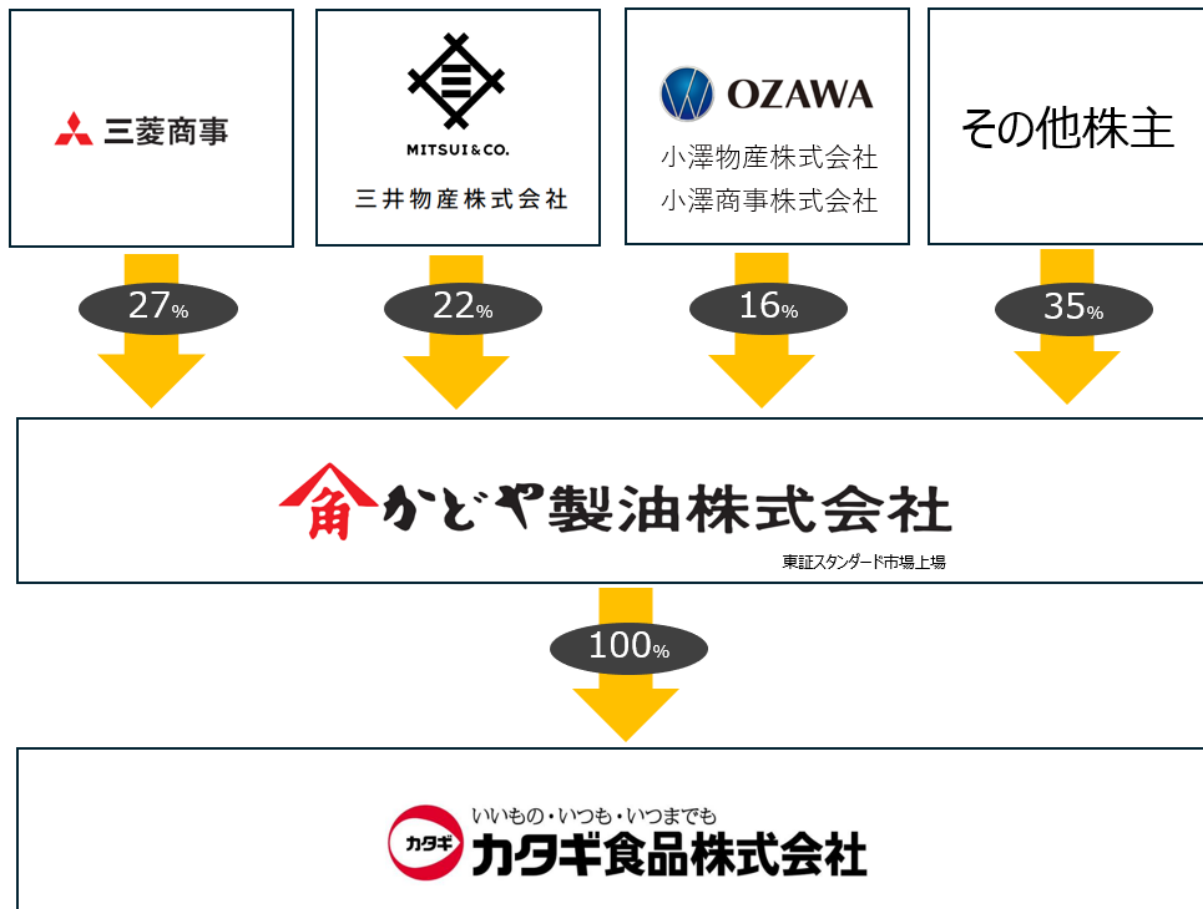 三菱商事
MITSUI & CO.
三井物産株式会社
OZAWA
小澤物産株式会社
小澤商事株式会社
その他株主
27%
22%
16%
35%
角 かどや製油株式会社
東証スタンダード市場上場
100%
いいもの・いつも・いつまでも
カタギ カタギ食品株式会社